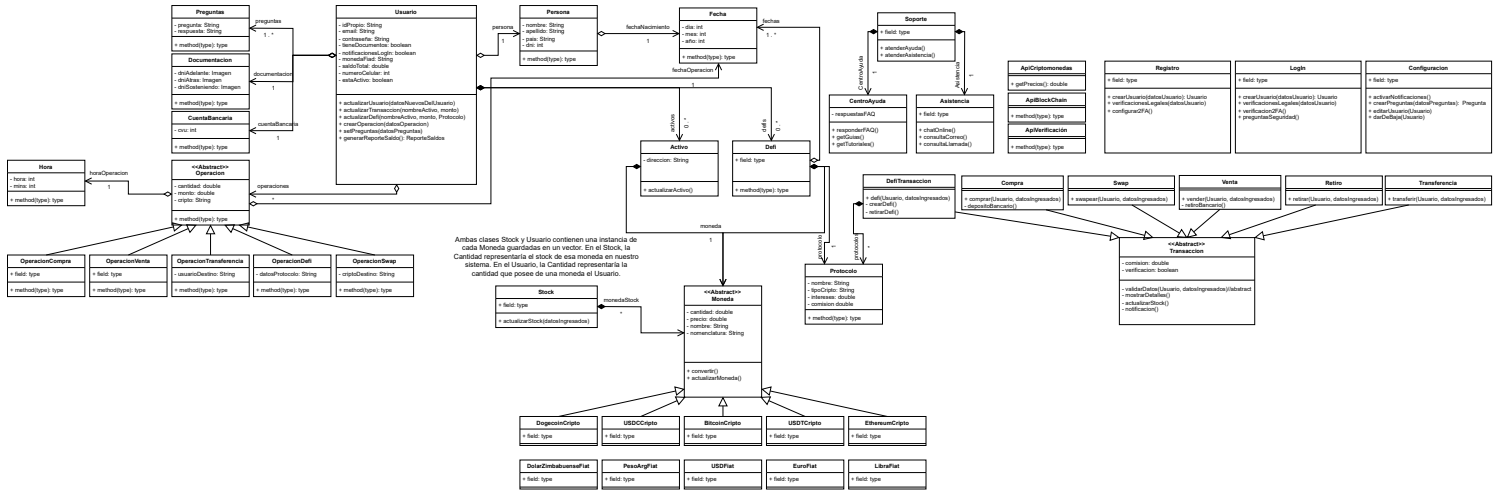 Preguntas
- pregunta: String
- respuesta: String
+ method(type): type
preguntas
1..*
Documentacion
- dniAdelante: Imagen
- dniAtras: Imagen
- dniSosteniendo: Imagen
+ method(type): type
documentacion
1
CuentaBancaria
- cvu: int
+ method(type): type
cuentaBancaria
1
Usuario
- idPropio: String
- email: String
- contraseña: String
- tieneDocumentos: boolean
- notificacionesLogin: boolean
- monedaFiad: String
- saldoTotal: double
- numeroCelular: int
- estaActivo: boolean
+ actualizarUsuario(datosNuevosDelUsuario)
+ actualizarTransaccion(nombreActivo, monto)
+ actualizarDefi(nombreActivo, monto, Protocolo)
+ crearOperacion(datosOperacion)
+ setPreguntas(datosPreguntas)
+ generarReporteSaldo(): ReporteSaldos
persona
1
Persona
- nombre: String
- apellido: String
- pais: String
- dni: int
+ method(type): type
fechaNacimiento
1
Fecha
- dia: int
- mes: int
- año: int
+ method(type): type
fechas
1..*
fechaOperacion
1
Soporte
+ field: type
+ atenderAyuda()
+ atenderAsistencia()
CentroAyuda
1
Asistencia
1
CentroAyuda
- respuestasFAQ
+ responderFAQ()
+ getGuias()
+ getTutoriales()
Asistencia
+ field: type
+ chatOnline()
+ consultaCorreo()
+ consultaLlamada()
ApiCriptomonedas
+ getPrecios(): double
ApiBlockChain
+ method(type): type
ApiVerificación
+ method(type): type
Registro
+ field: type
+ crearUsuario(datosUsuario): Usuario
+ verificacionesLegales(datosUsuario)
+ configurar2FA()
LogIn
+ field: type
+ crearUsuario(datosUsuario): Usuario
+ verificacionesLegales(datosUsuario)
+ verificacion2FA()
+ preguntasSeguridad()
Configuracion
+ field: type
+ activarNotificaciones()
+ crearPreguntas(datosPreguntas): Pregunta
+ editarUsuario(Usuario)
+ darDeBaja(Usuario)
Hora
- hora: int
- mins: int
+ method(type): type
horaOperacion
1
<<Abstract>>
Operacion
- cantidad: double
- monto: double
- cripto: String
+ method(type): type
operaciones
*
activos
0..*
defis
0..*
Activo
- direccion: String
+ actualizarActivo()
Defi
+ field: type
+ method(type): type
moneda
1
protocolo
1
DefiTransaccion
+ defi(Usuario, datosIngresados)
- crearDefi()
- retirarDefi()
protocolos
*
Compra
+ comprar(Usuario, datosIngresados)
- depositoBancario()
Swap
+ swapear(Usuario, datosIngresados)
Venta
+ vender(Usuario, datosIngresados)
- retiroBancario()
Retiro
+ retirar(Usuario, datosIngresados)
Transferencia
+ transferir(Usuario, datosIngresados)
<<Abstract>>
Transaccion
- comision: double
- verificacion: boolean
- validarDatos(Usuario, datosIngresados)//abstract
- mostrarDetalles()
- actualizarStock()
- notificacion()
OperacionCompra
+ field: type
+ method(type): type
OperacionVenta
+ field: type
+ method(type): type
OperacionTransferencia
- usuarioDestino: String
+ method(type): type
OperacionDefi
- datosProtocolo: String
+ method(type): type
OperacionSwap
- criptoDestino: String
+ method(type): type
Ambas clases Stock y Usuario contienen una instancia de
cada Moneda guardadas en un vector. En el Stock, la
Cantidad representaría el stock de esa moneda en nuestro
sistema. En el Usuario, la Cantidad representaría la
cantidad que posee de una moneda el Usuario.
Protocolo
- nombre: String
- tipoCripto: String
- intereses: double
- comision double
+ method(type): type
Stock
+ field: type
+ actualizarStock(datosIngresados)
monedaStock
*
<<Abstract>>
Moneda
- cantidad: double
- precio: double
- nombre: String
- nomenclatura: String
+ convertir()
+ actualizarMoneda()
DogecoinCripto
+ field: type
USDCCripto
+ field: type
BitcoinCripto
+ field: type
USDTCripto
+ field: type
EthereumCripto
+ field: type
DolarZimbabuenseFiat
+ field: type
PesoArgFiat
+ field: type
USDFiat
+ field: type
EuroFiat
+ field: type
LibraFiat
+ field: type